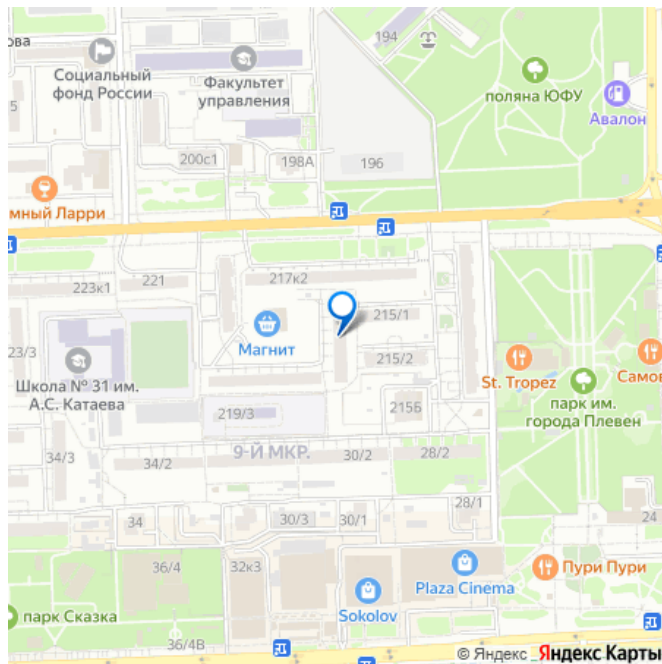 ова
194
Социальный
фонд России
Факультет
управления
поляна ЮФУ
Авалон
5
200с1
198А
196
мный Ларри
223к1
221
217к2
215/1
Магнит
23/3
Школа № 31 им.
А.С. Катаева
215/2
St. Tropez
Самов
парк им.
города Плевен
219/3
215Б
9-Й МКР.
34/3
34/2
30/2
28/2
28/1
34
30/3
30/1
24
36/4
32к3
Plaza Cinema
Пури Пури
парк Сказка
Sokolov
36/4В
© Яндекс Яндекс Карты